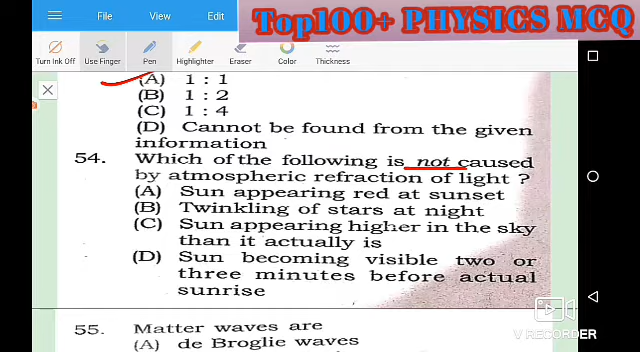 File View Edit
Top100+ PHYSICS MCQ
Turn Ink Off Use Finger Pen Highlighter Eraser Color Thickness
(A) 1 : 1
(B) 1 : 2
(C) 1 : 4
(D) Cannot be found from the given
information
54. Which of the following is not caused
by atmospheric refraction of light ?
(A) Sun appearing red at sunset
(B) Twinkling of stars at night
(C) Sun appearing higher in the sky
than it actually is
(D) Sun becoming visible two or
three minutes before actual
sunrise
V RECORDER
55. Matter waves are
(A) de Broglie waves